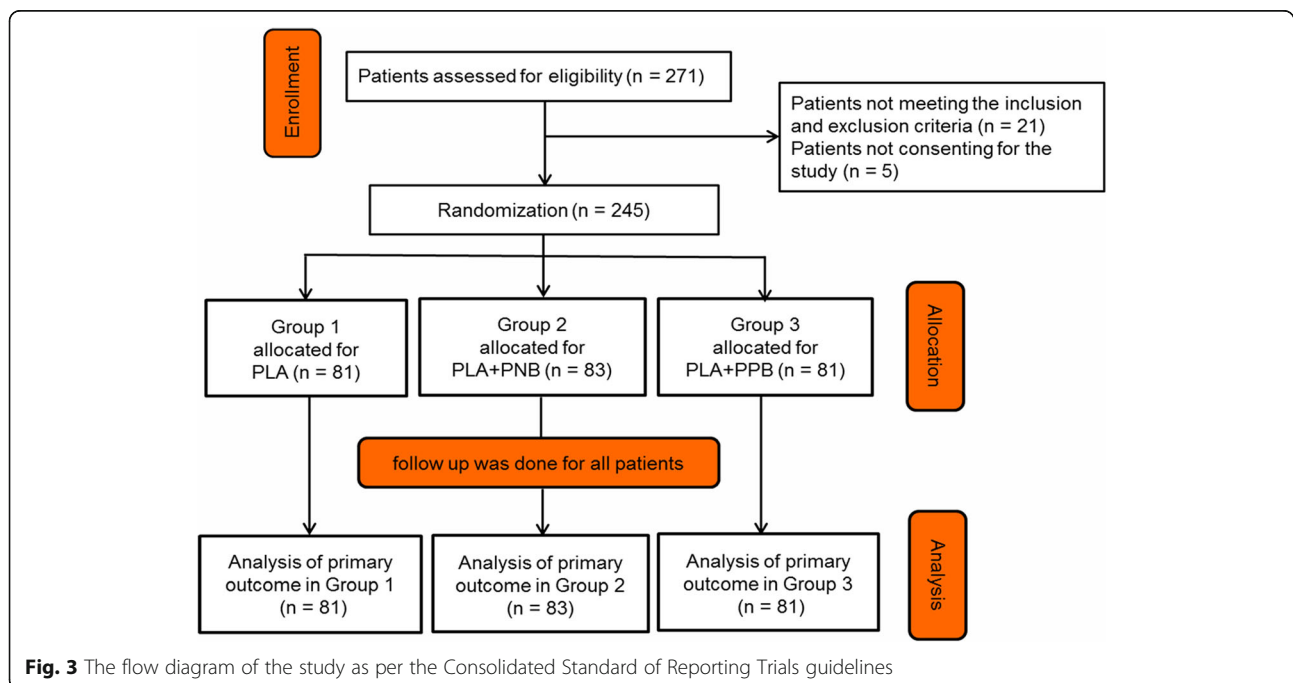 Enrollment
Patients assessed for eligibility (n = 271)
Patients not meeting the inclusion
and exclusion criteria (n = 21)
Patients not consenting for the
study (n = 5)
Randomization (n = 245)
Group 1
allocated for
PLA (n = 81)
Group 2
allocated for
PLA+PNB (n = 83)
Group 3
allocated for
PLA+PPB (n = 81)
Allocation
follow up was done for all patients
Analysis of primary
outcome in Group 1
(n = 81)
Analysis of primary
outcome in Group 2
(n = 83)
Analysis of primary
outcome in Group 3
(n = 81)
Analysis
Fig. 3 The flow diagram of the study as per the Consolidated Standard of Reporting Trials guidelines